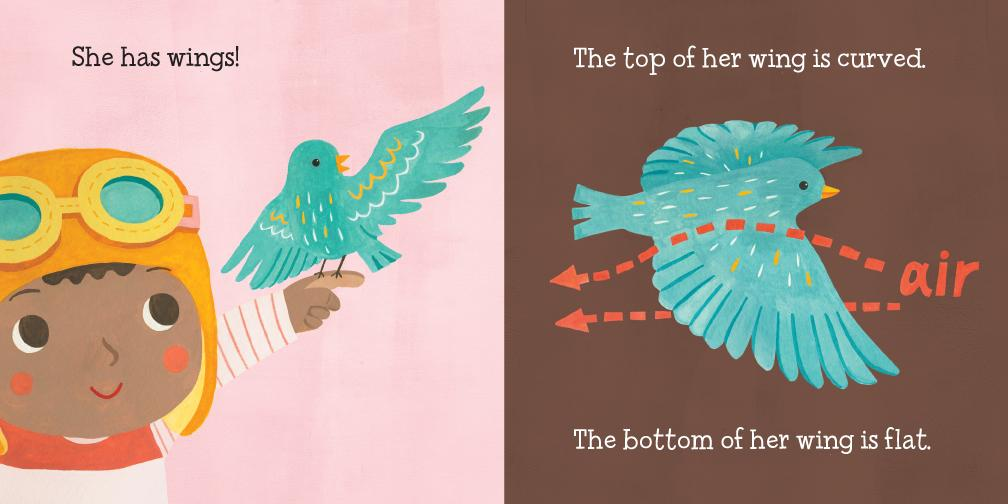 She has wings!
The top of her wing is curved.
air
The bottom of her wing is flat.